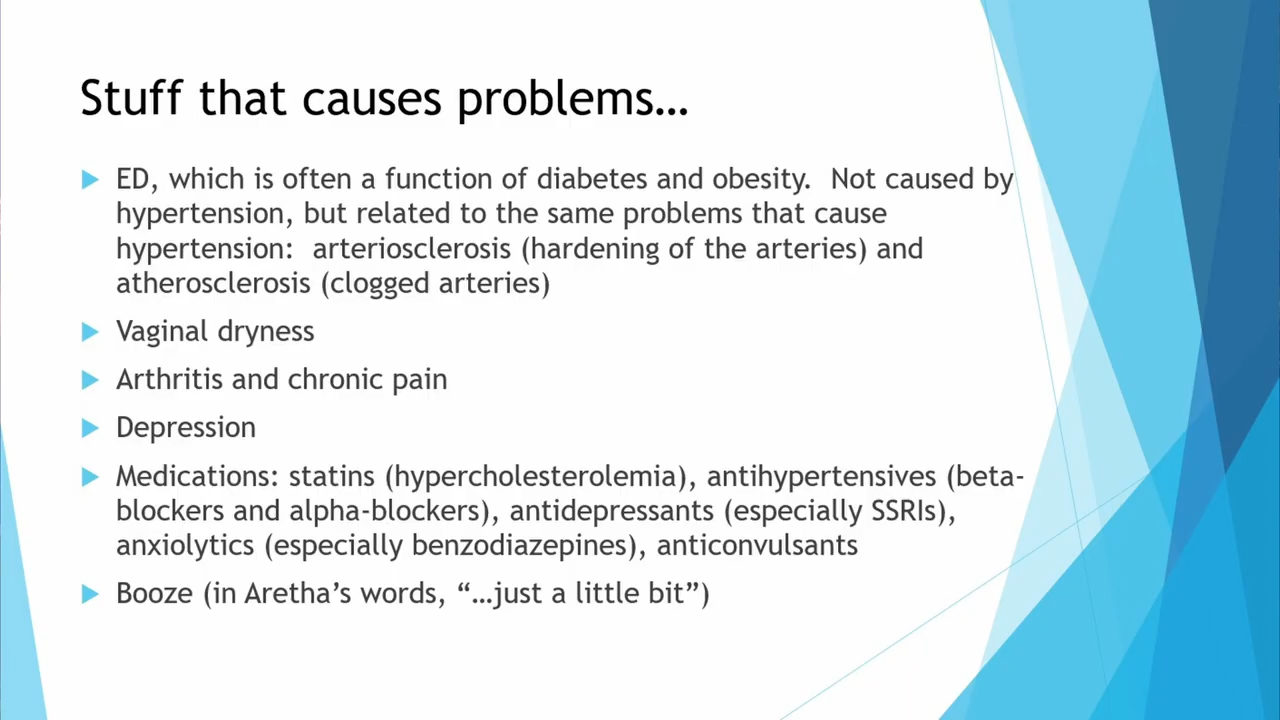 Stuff that causes problems…
ED, which is often a function of diabetes and obesity.  Not caused by
hypertension, but related to the same problems that cause
hypertension:  arteriosclerosis (hardening of the arteries) and
atherosclerosis (clogged arteries)
Vaginal dryness
Arthritis and chronic pain
Depression
Medications: statins (hypercholesterolemia), antihypertensives (beta-
blockers and alpha-blockers), antidepressants (especially SSRIs),
anxiolytics (especially benzodiazepines), anticonvulsants
Booze (in Aretha’s words, “…just a little bit”)